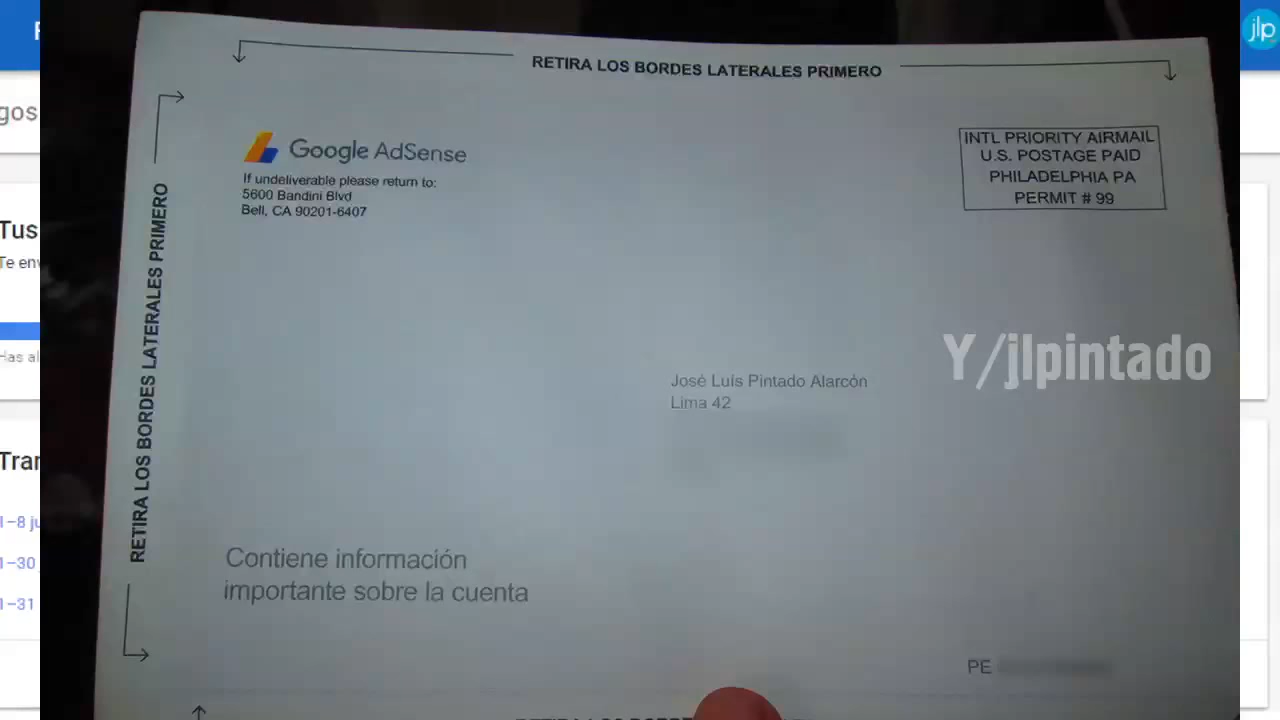 RETIRA LOS BORDES LATERALES PRIMERO
jlp
Google AdSense
If undeliverable please return to:
5600 Bandini Blvd
Bell, CA 90201-6407
INTL PRIORITY AIRMAIL
U.S. POSTAGE PAID
PHILADELPHIA PA
PERMIT # 99
RETIRA LOS BORDES LATERALES PRIMERO
gos
Tus
Te env
Has al
Y/jlpintado
José Luis Pintado Alarcón
Lima 42
Tran
1–8 ju
1–30
1–31
Contiene información
importante sobre la cuenta
PE